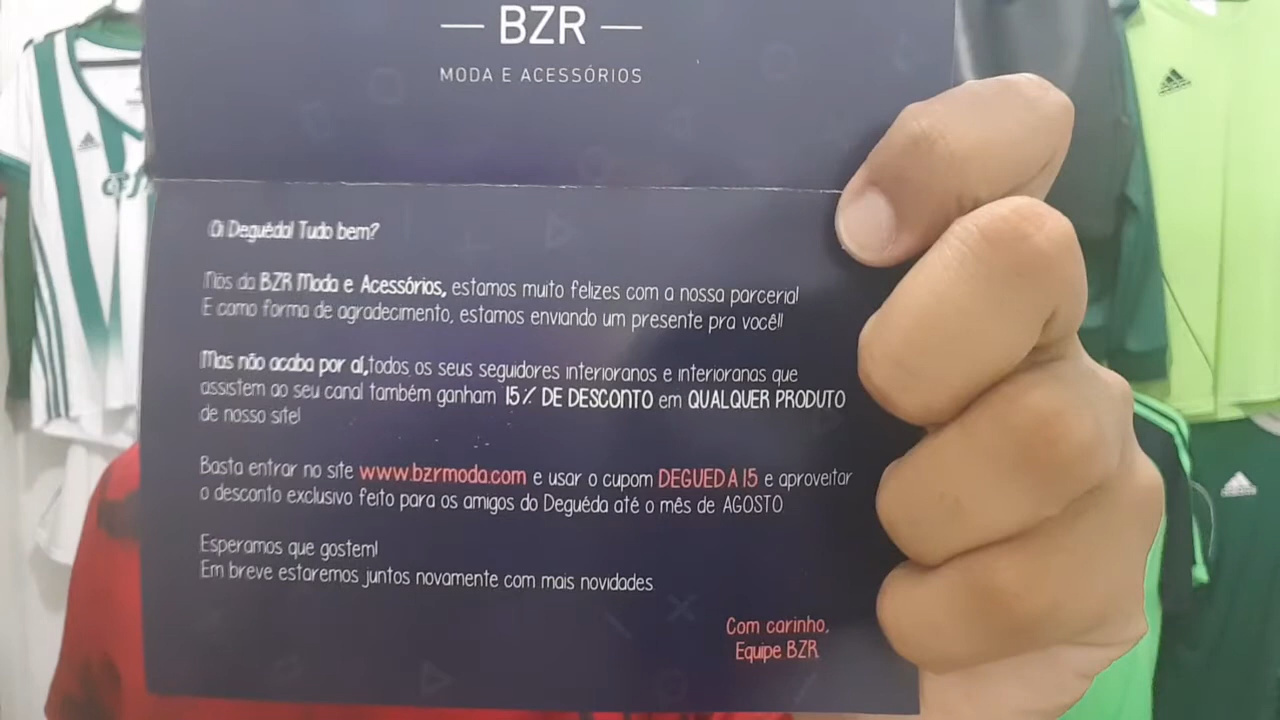 — BZR —
MODA E ACESSÓRIOS
Oi Deguéda! Tudo bem?
Nós da BZR Moda e Acessórios, estamos muito felizes com a nossa parceria!
E como forma de agradecimento, estamos enviando um presente pra você!!
Mas não acaba por aí,todos os seus seguidores interioranos e interioranas que
assistem ao seu canal também ganham 15% DE DESCONTO em QUALQUER PRODUTO
de nosso site!
Basta entrar no site www.bzrmoda.com e usar o cupom DEGUEDA15 e aproveitar
o desconto exclusivo feito para os amigos do Deguéda até o mês de AGOSTO
Esperamos que gostem!
Em breve estaremos juntos novamente com mais novidades.
Com carinho,
Equipe BZR